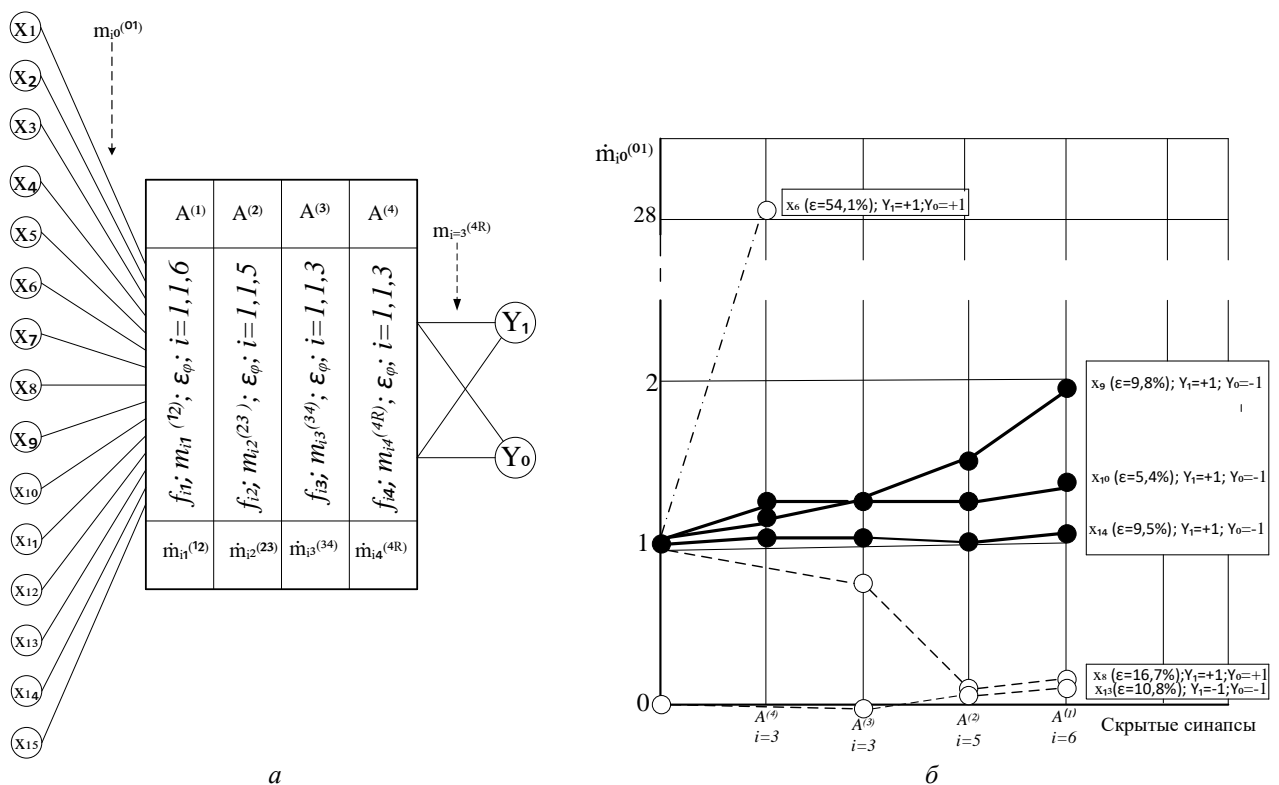 x1
x2
x3
x4
x5
x6
x7
x8
x9
x10
x11
x12
x13
x14
x15
mi0(01)
A(1) A(2) A(3) A(4)
fi1; mi1(12); εφ; i=1,1,6
fi2; mi2(23); εφ; i=1,1,5
fi3; mi3(34); εφ; i=1,1,3
fi4; mi4(4R); εφ; i=1,1,3
ṁi1(12) ṁi2(23) ṁi3(34) ṁi4(4R)
mi=3(4R)
Y1
Y0
а
ṁi0(01)
28
2
1
0
x6 (ε=54,1%); Y1=+1;Y0=+1
x9 (ε=9,8%); Y1=+1; Y0=-1
x10 (ε=5,4%); Y1=+1; Y0=-1
x14 (ε=9,5%); Y1=+1; Y0=-1
x8 (ε=16,7%);Y1=+1;Y0=+1
x13(ε=10,8%); Y1=-1;Y0=-1
A(4) A(3) A(2) A(1)
i=3 i=3 i=5 i=6
Скрытые синапсы
б